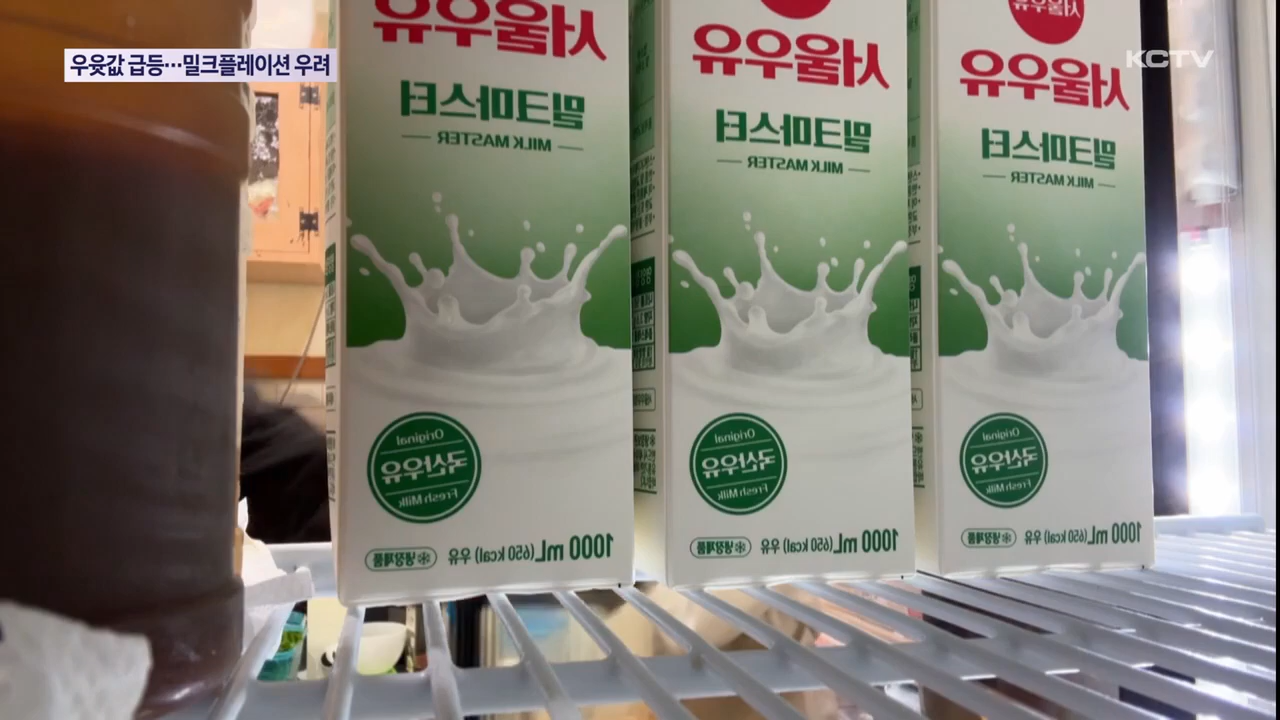 우윳값 급등…밀크플레이션 우려
KCTV
서울우유
밀크마스터
MILK MASTER
Original
국산우유
Fresh Milk
1000 mL(650 kcal) 우유
냉장제품
서울우유
밀크마스터
MILK MASTER
Original
국산우유
Fresh Milk
1000 mL(650 kcal) 우유
냉장제품
서울우유
서울우유
밀크마스터
MILK MASTER
Original
국산우유
Fresh Milk
1000 mL(650 kcal) 우유
냉장제품